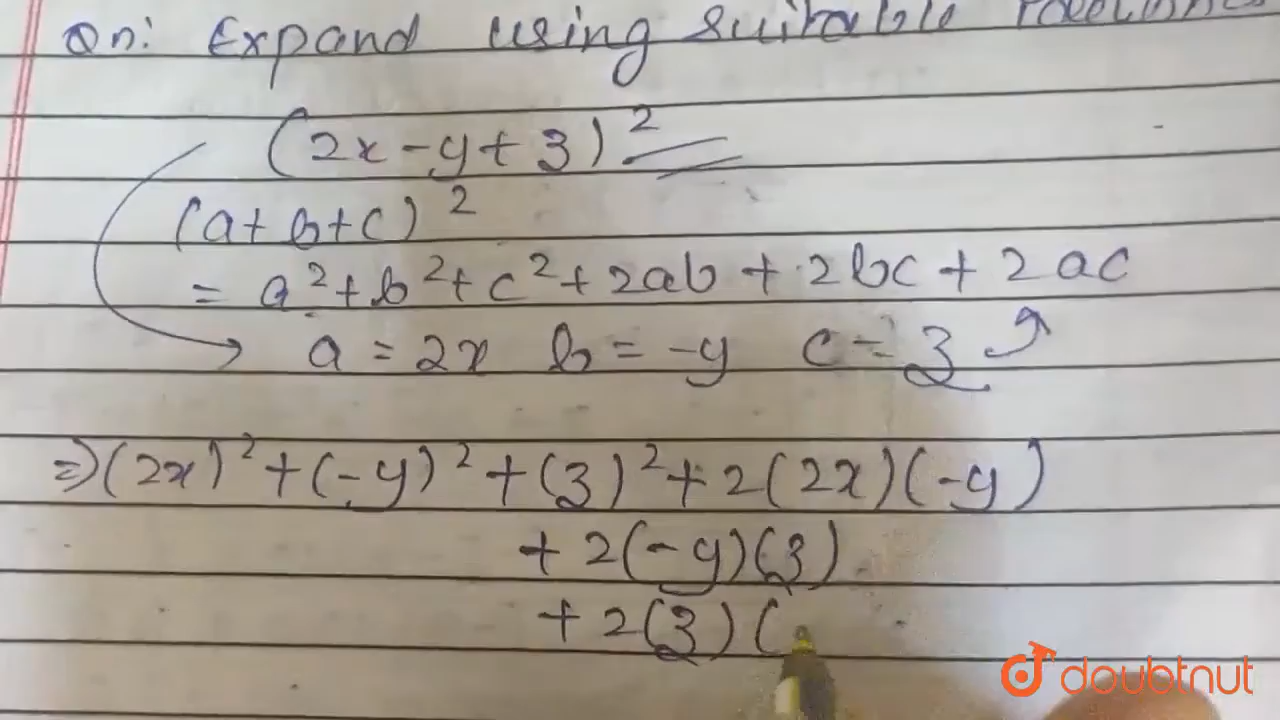 Qn: Expand using suitable
(2x-y+3)²
(a+b+c)²
= a²+b²+c²+2ab+2bc+2ac
a = 2x b = -y c = 3
⇒(2x)²+(-y)²+(3)²+2(2x)(-y)
+ 2(-y)(3)
+ 2(3)(
doubtnut